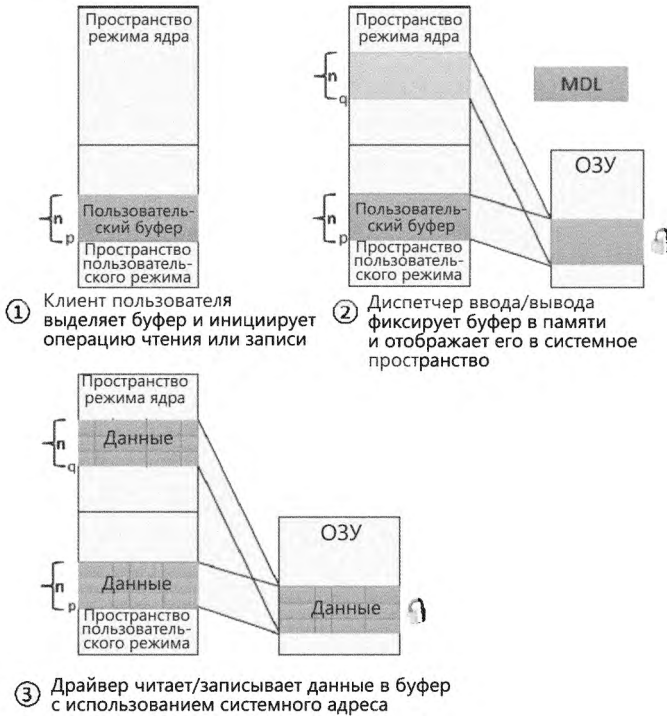 Пространство
режима ядра
n
p
Пользователь-
ский буфер
Пространство
пользователь-
ского режима
① Клиент пользователя
выделяет буфер и инициирует
операцию чтения или записи
Пространство
режима ядра
n
q
MDL
ОЗУ
n
p
Пользователь-
ский буфер
Пространство
пользователь-
ского режима
② Диспетчер ввода/вывода
фиксирует буфер в памяти
и отображает его в системное
пространство
Пространство
режима ядра
n
q
Данные
ОЗУ
n
p
Данные
Данные
Пространство
пользователь-
ского режима
③ Драйвер читает/записывает данные в буфер
с использованием системного адреса